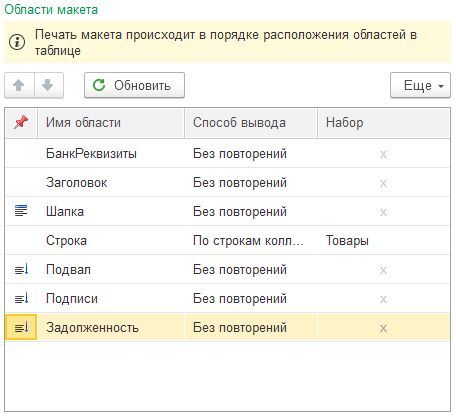 Области макета
Печать макета происходит в порядке расположения областей в
таблице
Обновить Еще
Имя области Способ вывода Набор
БанкРеквизиты Без повторений x
Заголовок Без повторений x
Шапка Без повторений x
Строка По строкам колл... Товары
Подвал Без повторений x
Подписи Без повторений x
Задолженность Без повторений x